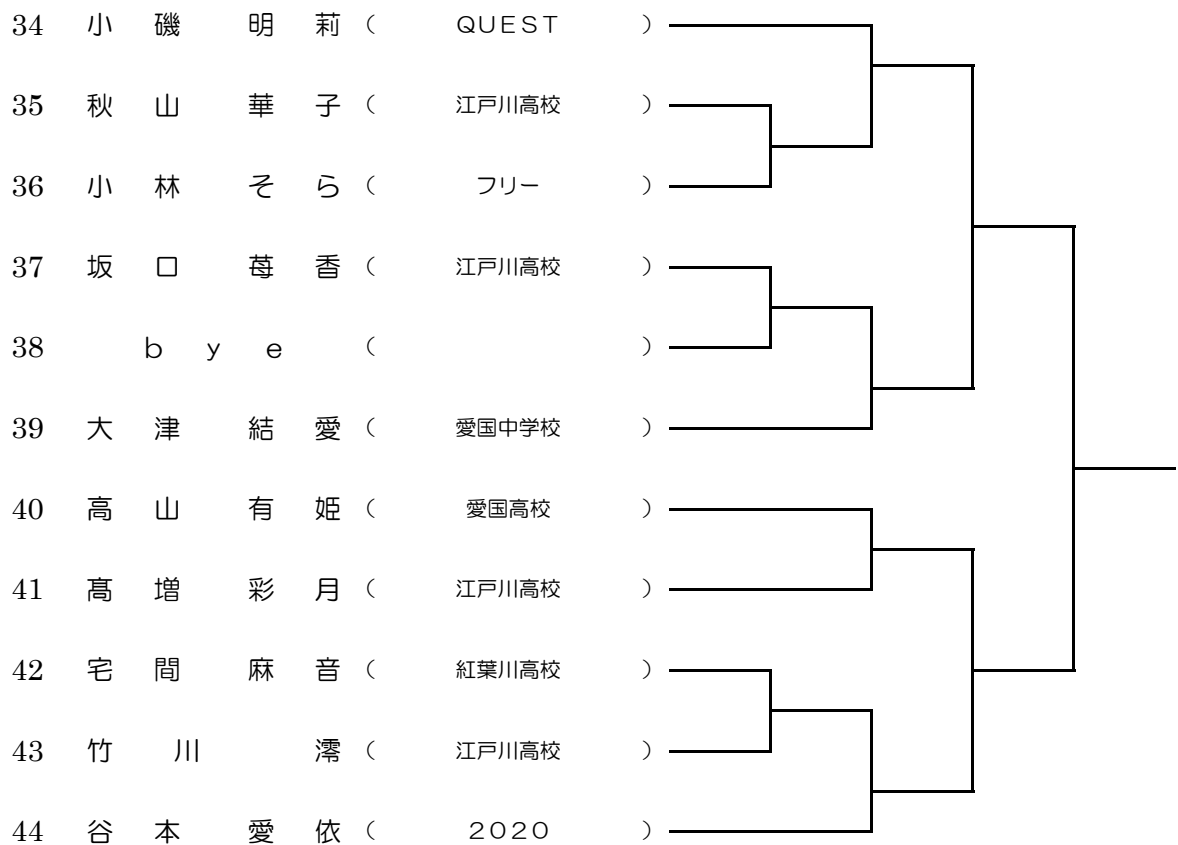 34 小磯 明莉 ( QUEST )
35 秋山 華子 ( 江戸川高校 )
36 小林 そら ( フリー )
37 坂口 苺香 ( 江戸川高校 )
38 bye ( )
39 大津 結愛 ( 愛国中学校 )
40 高山 有姫 ( 愛国高校 )
41 髙増 彩月 ( 江戸川高校 )
42 宅間 麻音 ( 紅葉川高校 )
43 竹川 澪 ( 江戸川高校 )
44 谷本 愛依 ( 2020 )